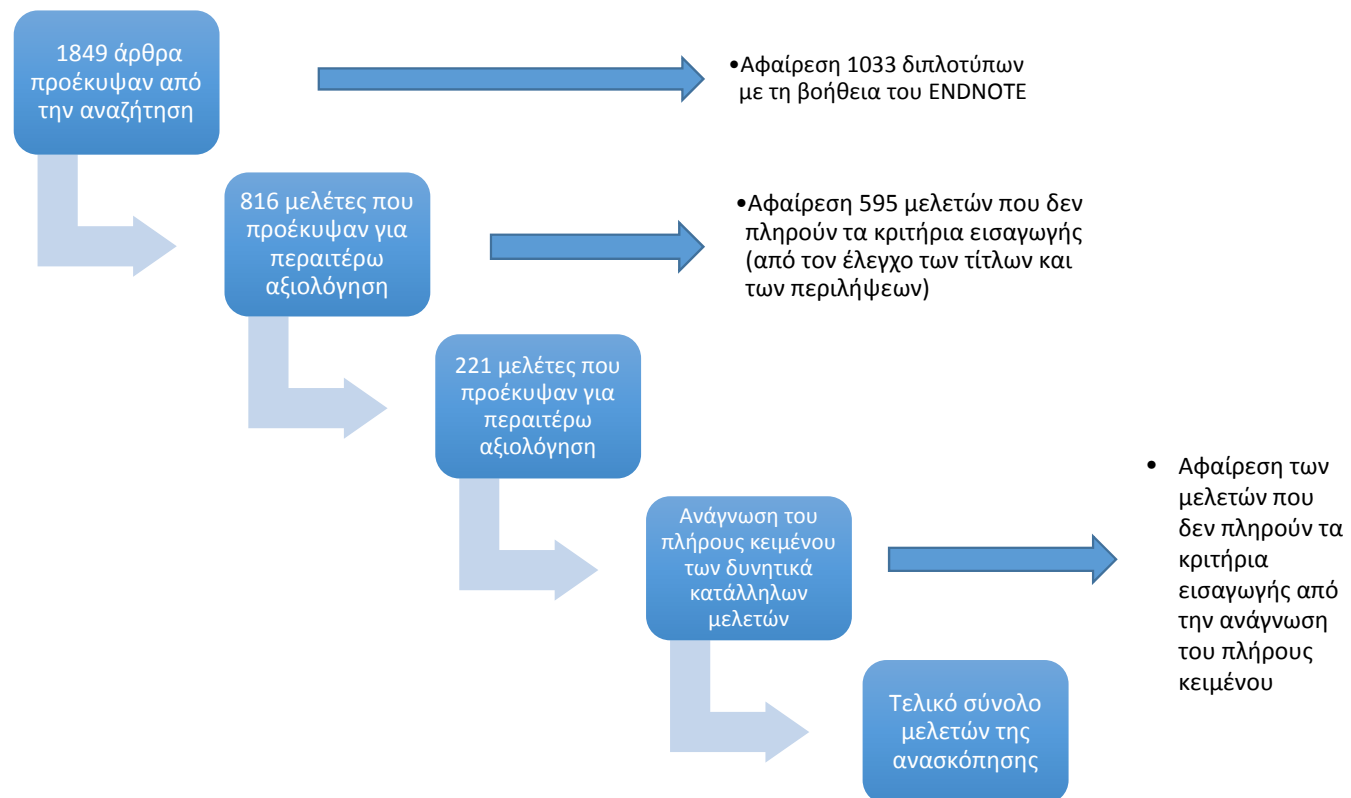 1849 άρθρα
προέκυψαν από
την αναζήτηση
•Αφαίρεση 1033 διπλοτύπων
με τη βοήθεια του ENDNOTE
816 μελέτες που
προέκυψαν για
περαιτέρω
αξιολόγηση
•Αφαίρεση 595 μελετών που δεν
πληρούν τα κριτήρια εισαγωγής
(από τον έλεγχο των τίτλων και
των περιλήψεων)
221 μελέτες που
προέκυψαν για
περαιτέρω
αξιολόγηση
Ανάγνωση του
πλήρους κειμένου
των δυνητικά
κατάλληλων
μελετών
• Αφαίρεση των
μελετών που
δεν πληρούν τα
κριτήρια
εισαγωγής από
την ανάγνωση
του πλήρους
κειμένου
Τελικό σύνολο
μελετών της
ανασκόπησης